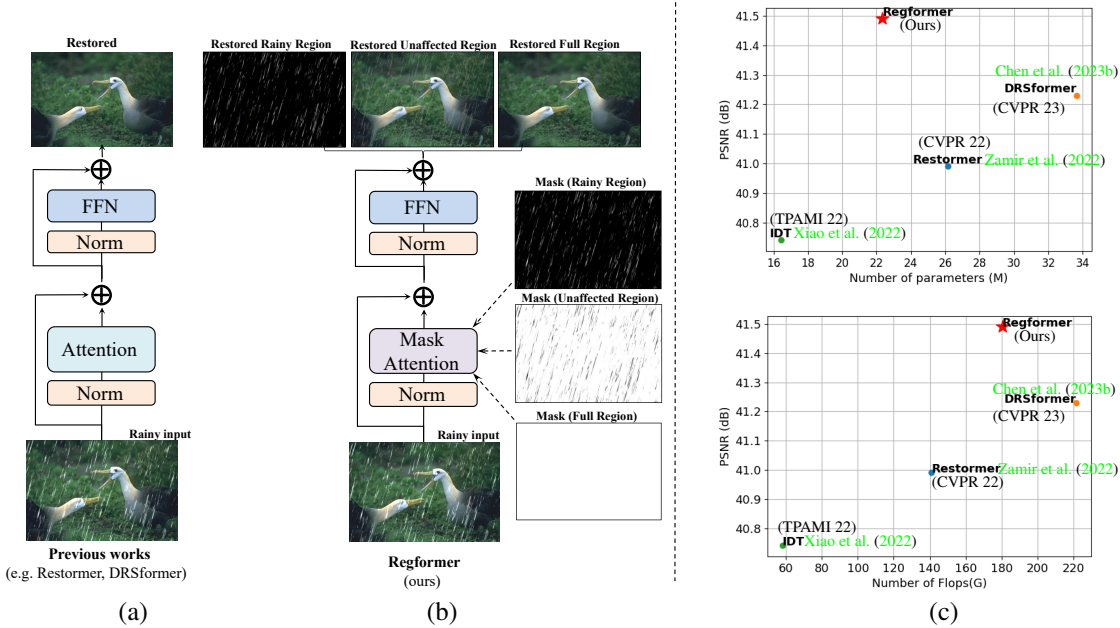 Restored
FFN
Norm
Attention
Norm
Rainy input
Previous works
(e.g. Restormer, DRSformer)
(a)
Restored Rainy Region
Restored Unaffected Region
Restored Full Region
FFN
Norm
Mask
Attention
Norm
Rainy input
Mask (Rainy Region)
Mask (Unaffected Region)
Mask (Full Region)
Regformer
(ours)
(b)
41.5
41.4
41.3
41.2
41.1
41.0
40.9
40.8
PSNR (dB)
Regformer
(Ours)
Chen et al. (2023b)
DRSformer
(CVPR 23)
(CVPR 22)
Restormer Zamir et al. (2022)
(TPAMI 22)
IDT Xiao et al. (2022)
16 18 20 22 24 26 28 30 32 34
Number of parameters (M)
41.5
41.4
41.3
41.2
41.1
41.0
40.9
40.8
PSNR (dB)
Regformer
(Ours)
Chen et al. (2023b)
DRSformer
(CVPR 23)
Restormer Zamir et al. (2022)
(CVPR 22)
(TPAMI 22)
IDT Xiao et al. (2022)
60 80 100 120 140 160 180 200 220
Number of Flops(G)
(c)